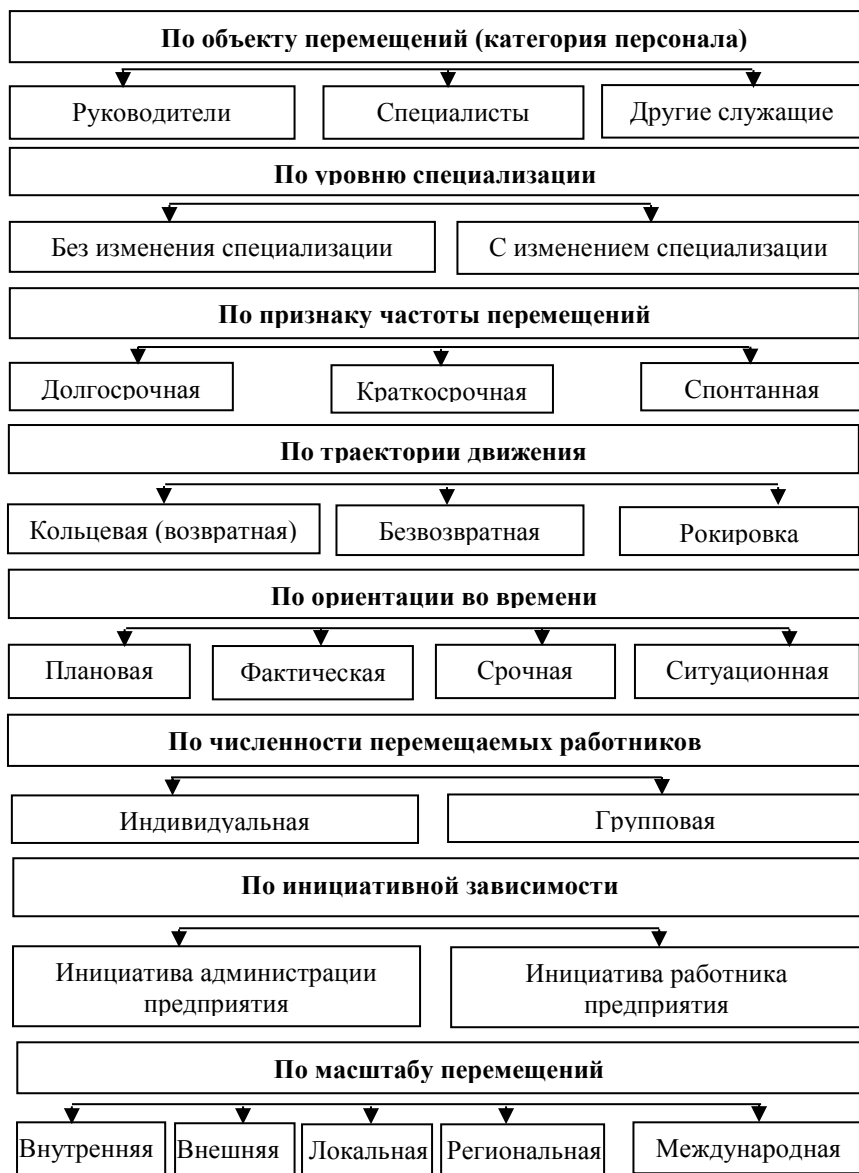 По объекту перемещений (категория персонала)
Руководители Специалисты Другие служащие
По уровню специализации
Без изменения специализации С изменением специализации
По признаку частоты перемещений
Долгосрочная Краткосрочная Спонтанная
По траектории движения
Кольцевая (возвратная) Безвозвратная Рокировка
По ориентации во времени
Плановая Фактическая Срочная Ситуационная
По численности перемещаемых работников
Индивидуальная Групповая
По инициативной зависимости
Инициатива администрации
предприятия
Инициатива работника
предприятия
По масштабу перемещений
Внутренняя Внешняя Локальная Региональная Международная